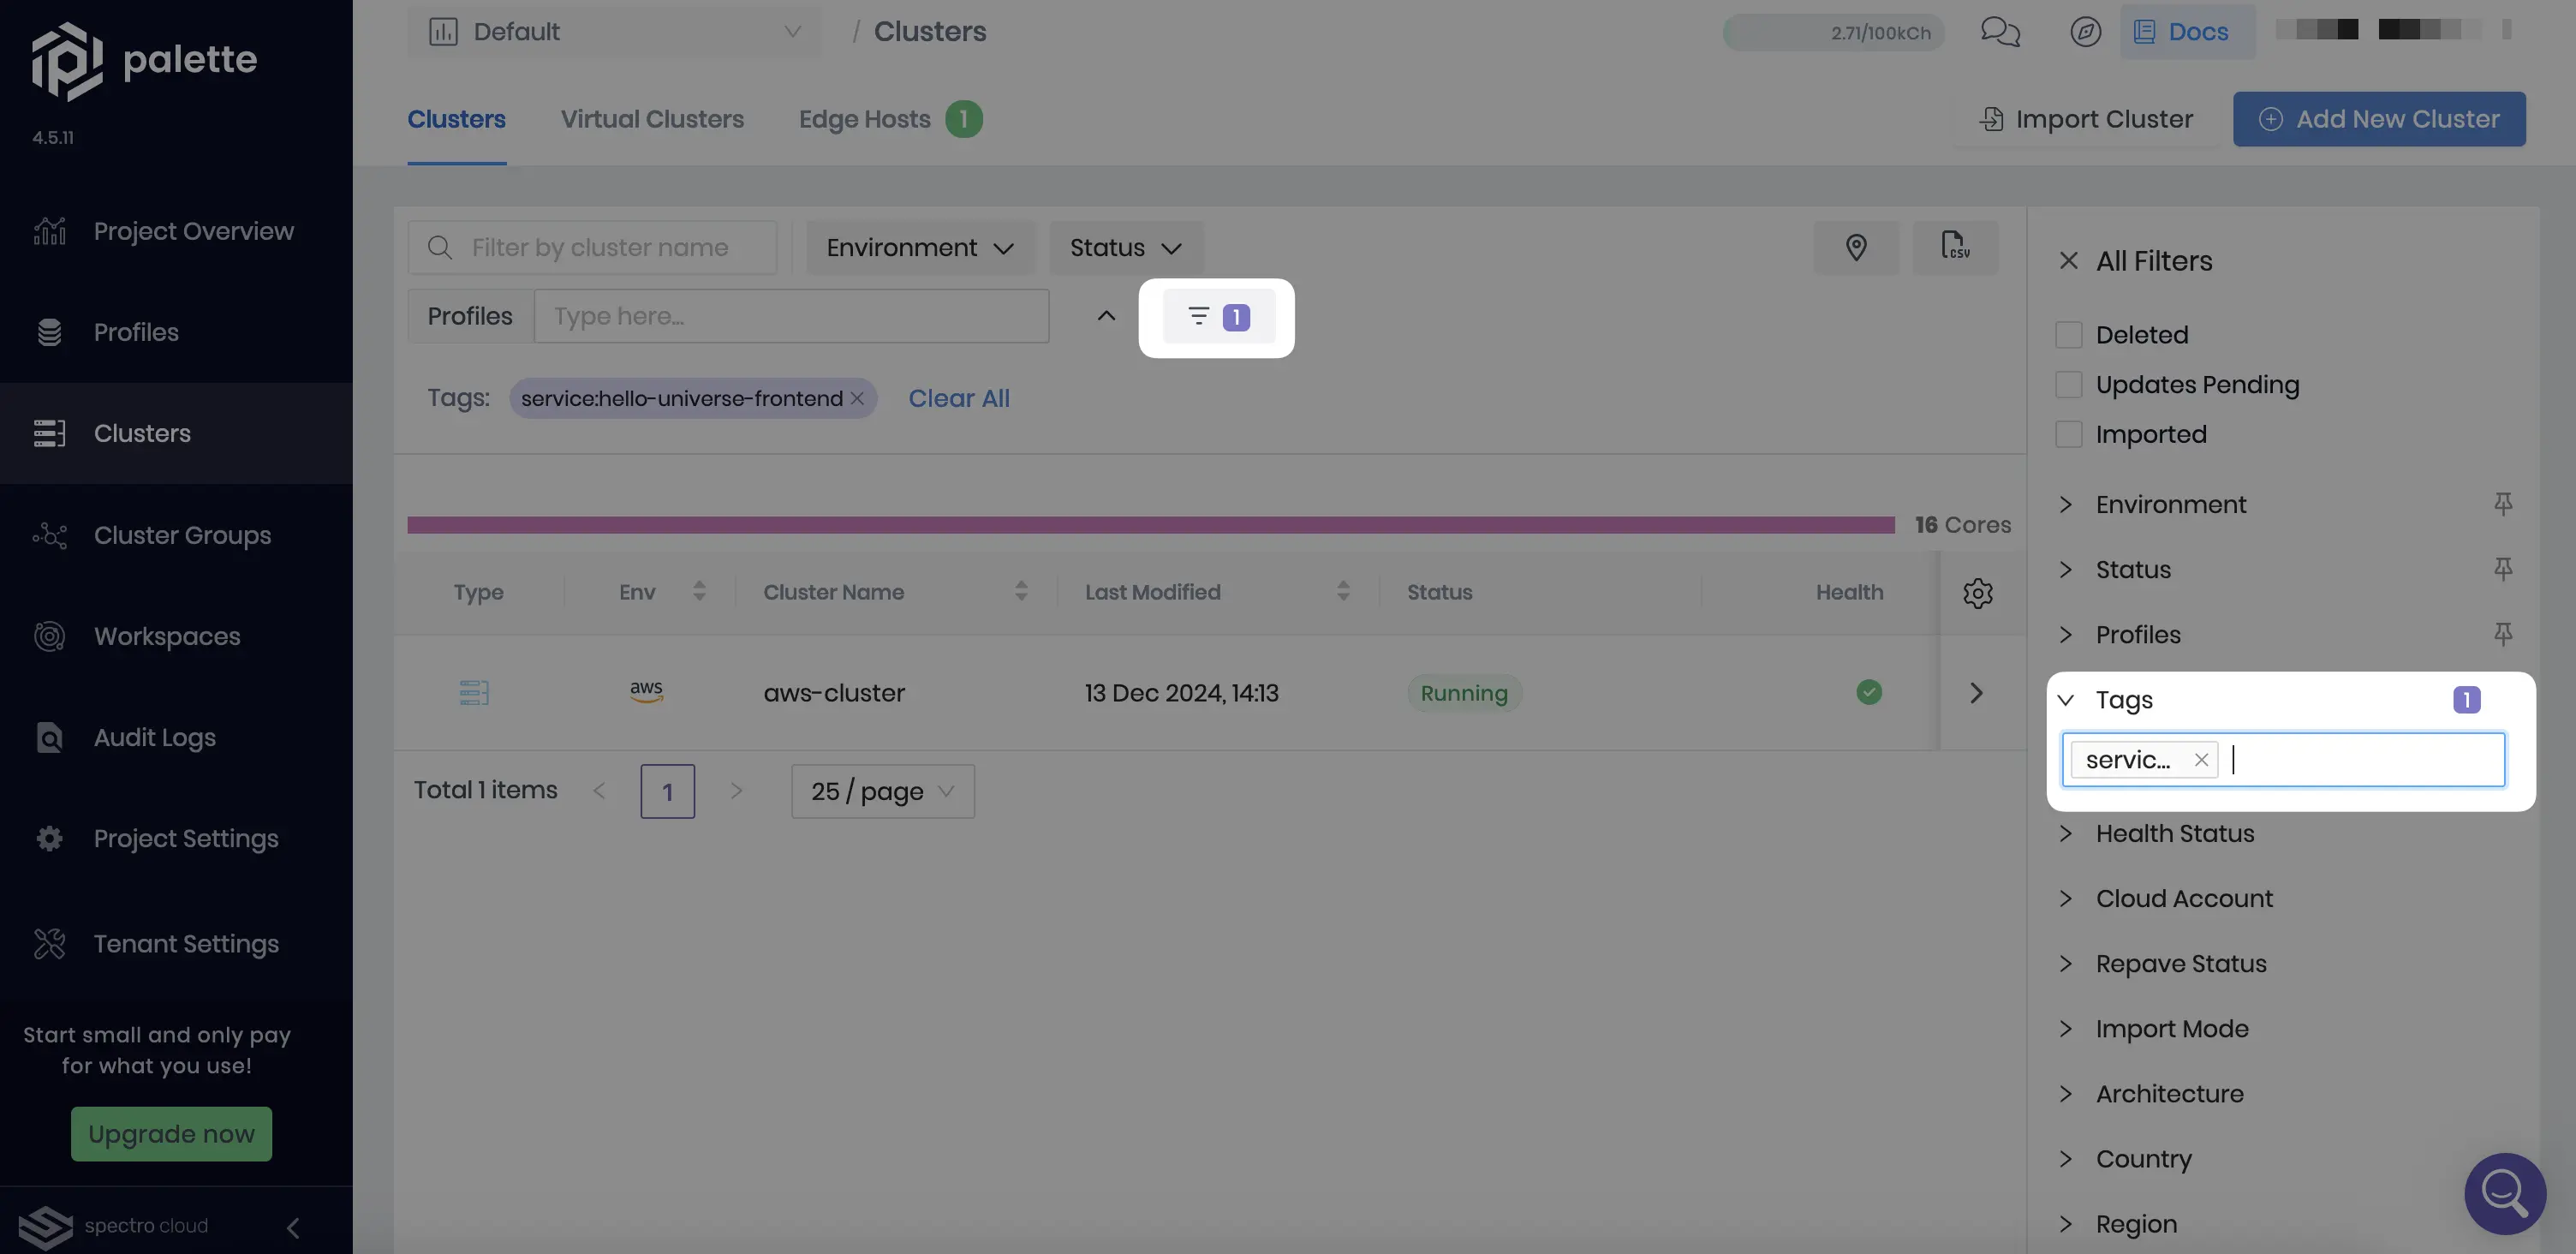 palette
4.5.11
Project Overview
Profiles
Clusters
Cluster Groups
Workspaces
Audit Logs
Project Settings
Tenant Settings
Start small and only pay
for what you use!
Upgrade now
spectro cloud
Default / Clusters
2.71/100kCh
Docs
Clusters
Virtual Clusters
Edge Hosts 1
Import Cluster
Add New Cluster
Filter by cluster name
Environment
Status
CSV
Profiles
Type here...
1
Tags: service:hello-universe-frontend Clear All
16 Cores
Type Env Cluster Name Last Modified Status Health
aws aws-cluster 13 Dec 2024, 14:13 Running
Total 1 items 1 25 / page
All Filters
Deleted
Updates Pending
Imported
Environment
Status
Profiles
Tags 1
servic...
Health Status
Cloud Account
Repave Status
Import Mode
Architecture
Country
Region